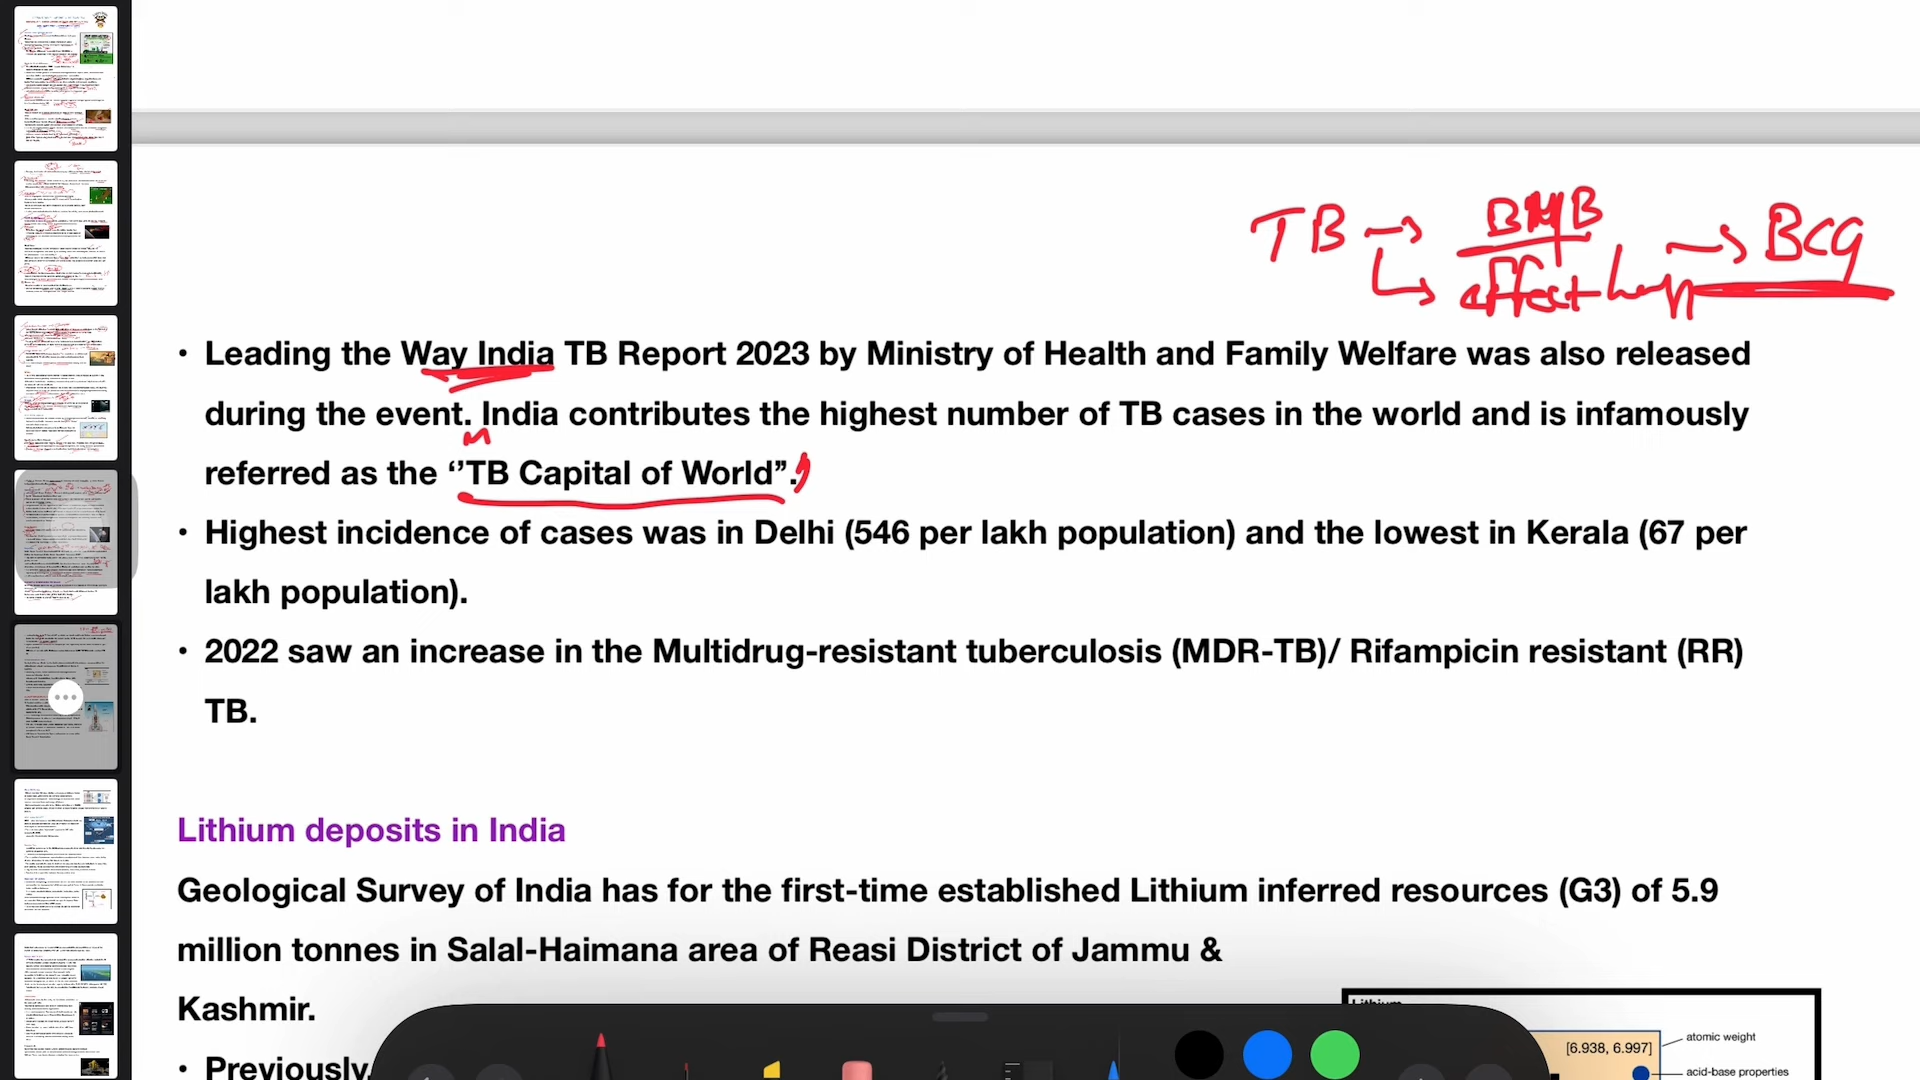 TB → BMB → BCG
↳ affect lung
• Leading the Way India TB Report 2023 by Ministry of Health and Family Welfare was also released
during the event. India contributes the highest number of TB cases in the world and is infamously
referred as the ‘’TB Capital of World”.
• Highest incidence of cases was in Delhi (546 per lakh population) and the lowest in Kerala (67 per
lakh population).
• 2022 saw an increase in the Multidrug-resistant tuberculosis (MDR-TB)/ Rifampicin resistant (RR)
TB.
Lithium deposits in India
Geological Survey of India has for the first-time established Lithium inferred resources (G3) of 5.9
million tonnes in Salal-Haimana area of Reasi District of Jammu &
Kashmir.
• Previously,
Lithium
[6.938, 6.997]
atomic weight
acid-base properties